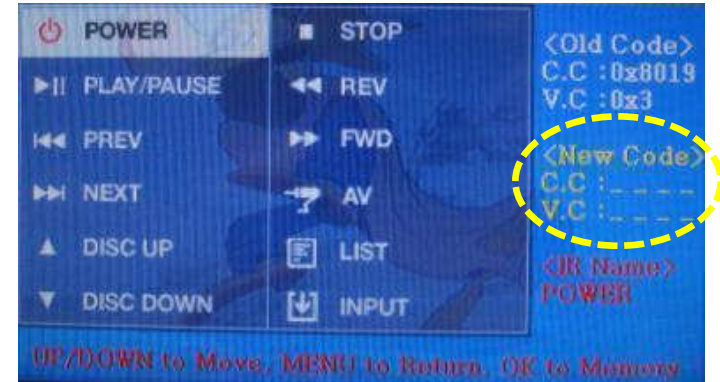 POWER
PLAY/PAUSE
PREV
NEXT
DISC UP
DISC DOWN
STOP
REV
FWD
AV
LIST
INPUT
<Old Code>
C.C :0x8019
V.C :0x3
<New Code>
C.C :_ _ _ _
V.C :_ _ _ _
<IR Name>
POWER
UP/DOWN to Move, MENU to Return, OK to Memory